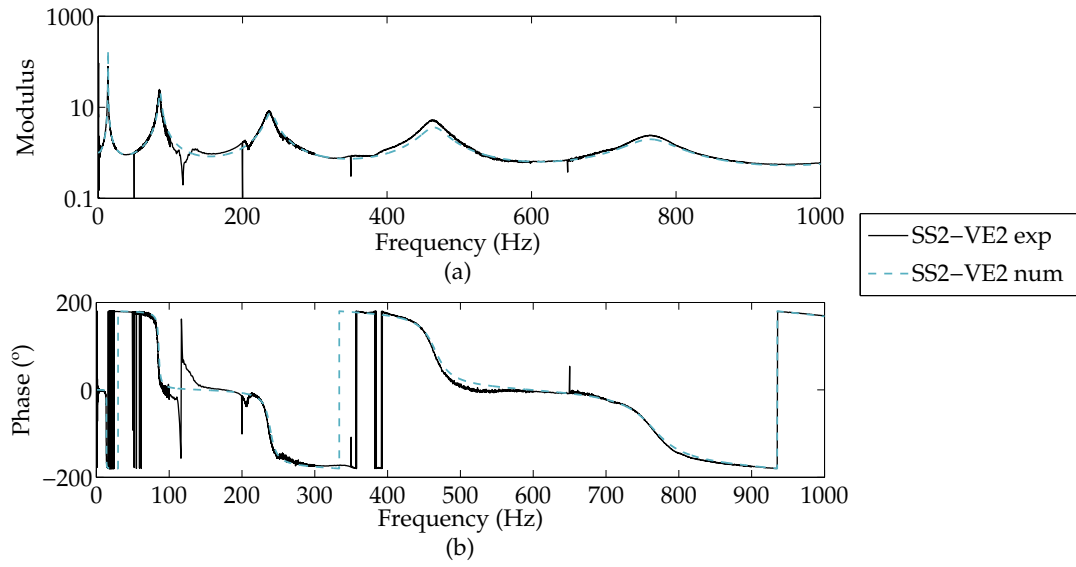 1000
10
0.1
Modulus
0 200 400 600 800 1000
Frequency (Hz)
(a)
SS2−VE2 exp
SS2−VE2 num
200
0
−200
Phase (º)
0 100 200 300 400 500 600 700 800 900 1000
Frequency (Hz)
(b)